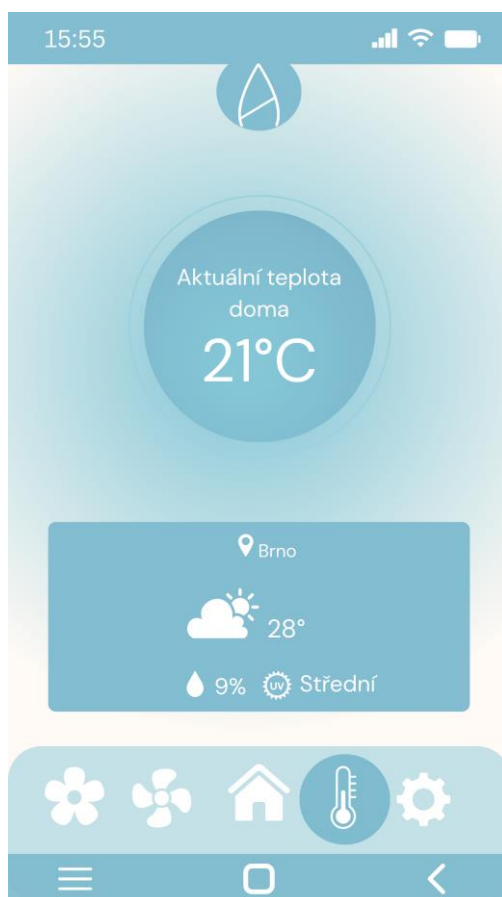 15:55
Aktuální teplota
doma
21°C
Brno
28°
9% UV Střední